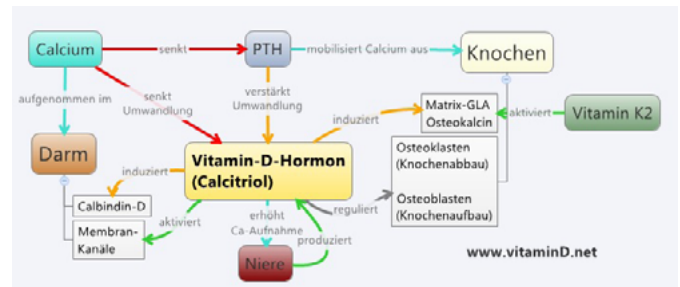 Calcium
senkt
PTH
mobilisiert Calcium aus
Knochen
aufgenommen im
senkt
Umwandlung
verstärkt
Umwandlung
induziert
Matrix-GLA
Osteokalcin
aktiviert
Vitamin K2
Darm
Vitamin-D-Hormon
(Calcitriol)
Osteoklasten
(Knochenabbau)
Osteoblasten
(Knochenaufbau)
induziert
reguliert
Calbindin-D
Membran-
Kanäle
aktiviert
erhöht
Ca-Aufnahme
produziert
Niere
www.vitaminD.net